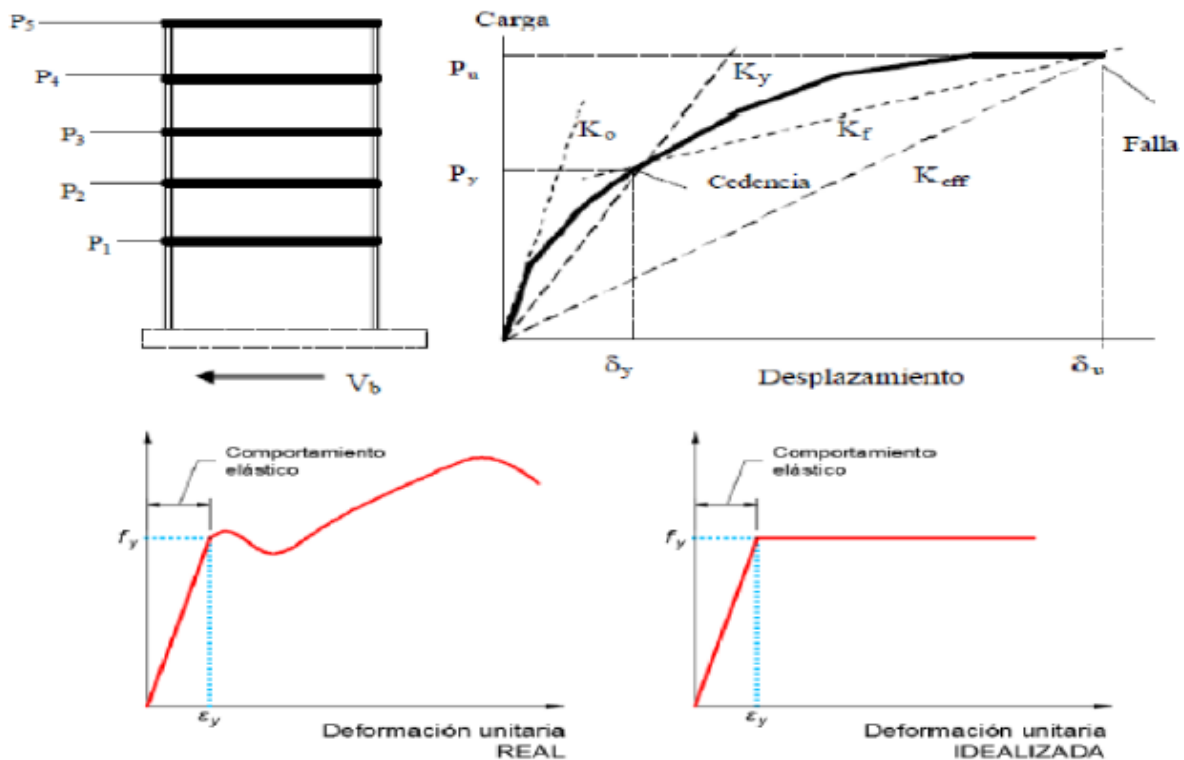 P5
P4
P3
P2
P1
Vb
Carga
Pu
Py
Ko
Ky
Kf
Keff
Cedencia
Falla
δy
Desplazamiento
δu
Comportamiento
elástico
fy
εy
Deformación unitaria
REAL
Comportamiento
elástico
fy
εy
Deformación unitaria
IDEALIZADA